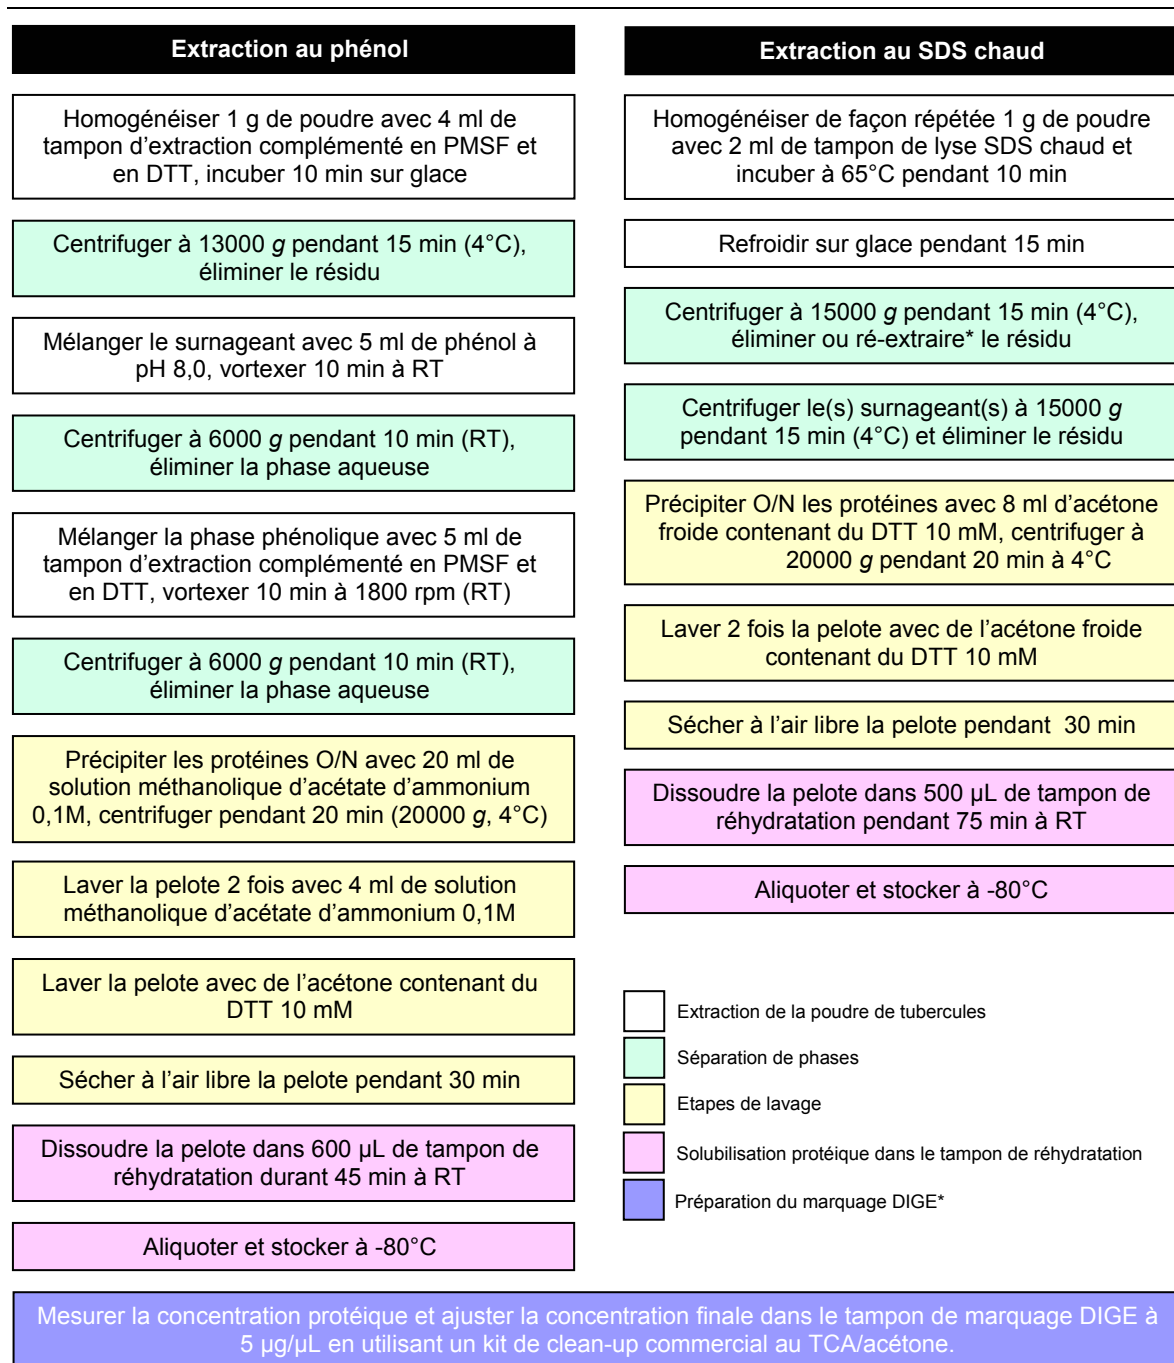 Extraction au phénol
Homogénéiser 1 g de poudre avec 4 ml de
tampon d'extraction complémenté en PMSF et
en DTT, incuber 10 min sur glace
Centrifuger à 13000 g pendant 15 min (4°C),
éliminer le résidu
Mélanger le surnageant avec 5 ml de phénol à
pH 8,0, vortexer 10 min à RT
Centrifuger à 6000 g pendant 10 min (RT),
éliminer la phase aqueuse
Mélanger la phase phénolique avec 5 ml de
tampon d'extraction complémenté en PMSF et
en DTT, vortexer 10 min à 1800 rpm (RT)
Centrifuger à 6000 g pendant 10 min (RT),
éliminer la phase aqueuse
Précipiter les protéines O/N avec 20 ml de
solution méthanolique d'acétate d'ammonium
0,1M, centrifuger pendant 20 min (20000 g, 4°C)
Laver la pelote 2 fois avec 4 ml de solution
méthanolique d'acétate d'ammonium 0,1M
Laver la pelote avec de l'acétone contenant du
DTT 10 mM
Sécher à l'air libre la pelote pendant 30 min
Dissoudre la pelote dans 600 µL de tampon de
réhydratation durant 45 min à RT
Aliquoter et stocker à -80°C
Extraction au SDS chaud
Homogénéiser de façon répétée 1 g de poudre
avec 2 ml de tampon de lyse SDS chaud et
incuber à 65°C pendant 10 min
Refroidir sur glace pendant 15 min
Centrifuger à 15000 g pendant 15 min (4°C),
éliminer ou ré-extraire* le résidu
Centrifuger le(s) surnageant(s) à 15000 g
pendant 15 min (4°C) et éliminer le résidu
Précipiter O/N les protéines avec 8 ml d'acétone
froide contenant du DTT 10 mM, centrifuger à
20000 g pendant 20 min à 4°C
Laver 2 fois la pelote avec de l'acétone froide
contenant du DTT 10 mM
Sécher à l'air libre la pelote pendant 30 min
Dissoudre la pelote dans 500 µL de tampon de
réhydratation pendant 75 min à RT
Aliquoter et stocker à -80°C
Extraction de la poudre de tubercules
Séparation de phases
Etapes de lavage
Solubilisation protéique dans le tampon de réhydratation
Préparation du marquage DIGE*
Mesurer la concentration protéique et ajuster la concentration finale dans le tampon de marquage DIGE à
5 µg/µL en utilisant un kit de clean-up commercial au TCA/acétone.